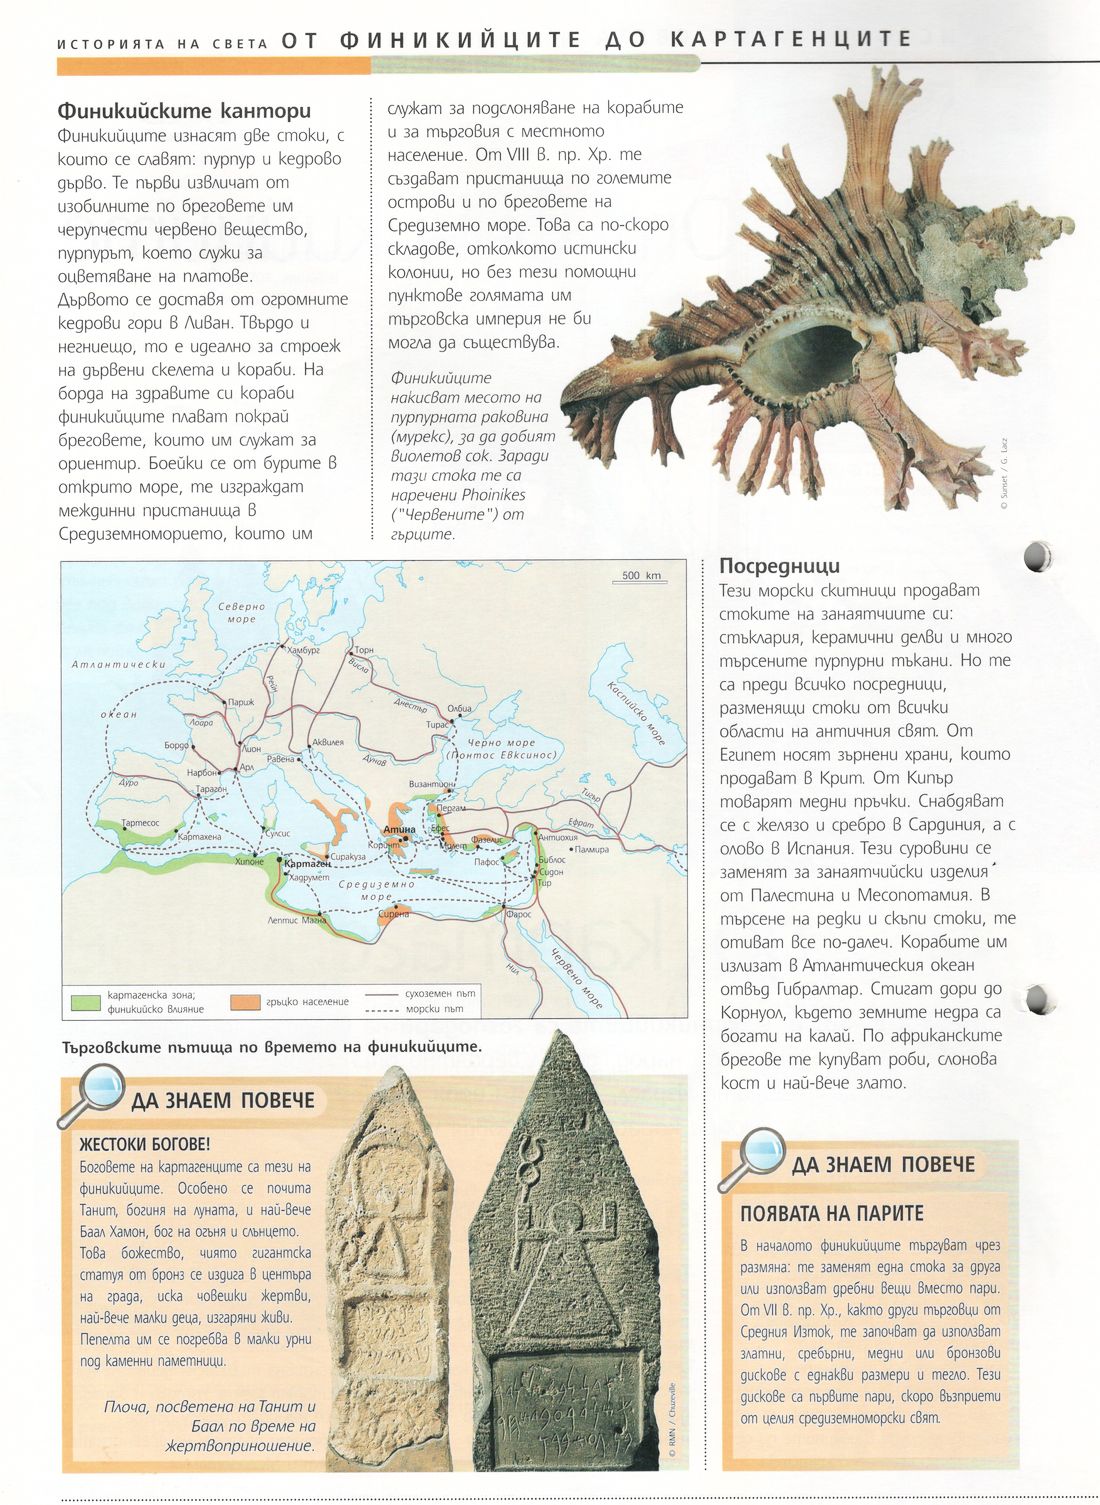 ИСТОРИЯТА НА СВЕТА ОТ ФИНИКИЙЦИТЕ ДО КАРТАГЕНЦИТЕ
Финикийските кантори
Финикийците изнасят две стоки, с
които се славят: пурпур и кедрово
дърво. Те първи извличат от
изобилните по бреговете им
черупчести червено вещество,
пурпурът, което служи за
оцветяване на платове.
Дървото се доставя от огромните
кедрови гори в Ливан. Твърдо и
негниещо, то е идеално за строеж
на дървени скелета и кораби. На
борда на здравите си кораби
финикийците плават покрай
бреговете, които им служат за
ориентир. Боейки се от бурите в
открито море, те изграждат
междинни пристанища в
Средиземноморието, които им
служат за подслоняване на корабите
и за търговия с местното
население. От VIII в. пр. Хр. те
създават пристанища по големите
острови и по бреговете на
Средиземно море. Това са по-скоро
складове, отколкото истински
колонии, но без тези помощни
пунктове голямата им
търговска империя не би
могла да съществува.
Финикийците
накисват месото на
пурпурната раковина
(мурекс), за да добият
виолетов сок. Заради
тази стока те са
наречени Phoinikes
("Червените") от
гърците.
© Sunset / G. Lacz
500 km
Северно
море
Атлантически
океан
Хамбург
Торн
Висла
Рейн
Париж
Лоара
Днестър
Олбиа
Тирас
Каспийско море
Бордо
Лион
Аквилея
Равена
Дунав
Черно море
(Понтос Евксинос)
Нарбон
Арл
Дуро
Тарагон
Византион
Тигър
Пергам
Тартесос
Картахена
Сулсис
Атина
Ефес
Ефрат
Коринт
Милет
Фазелис
Антиохия
Палмира
Хипоне
Картаген
Сиракуза
Пафос
Библос
Хадрумет
Сидон
Средиземно
море
Тир
Лептис Магна
Сирена
Фарос
Нил
Червено море
картагенска зона;
финикийско влияние
гръцко население
сухоземен път
морски път
Търговските пътища по времето на финикийците.
Посредници
Тези морски скитници продават
стоките на занаятчиите си:
стъклария, керамични делви и много
търсените пурпурни тъкани. Но те
са преди всичко посредници,
разменящи стоки от всички
области на античния свят. От
Египет носят зърнени храни, които
продават в Крит. От Кипър
товарят медни пръчки. Снабдяват
се с желязо и сребро в Сардиния, а с
олово в Испания. Тези суровини се
заменят за занаятчийски изделия
от Палестина и Месопотамия. В
търсене на редки и скъпи стоки, те
отиват все по-далеч. Корабите им
излизат в Атлантическия океан
отвъд Гибралтар. Стигат дори до
Корнуол, където земните недра са
богати на калай. По африканските
брегове те купуват роби, слонова
кост и най-вече злато.
ДА ЗНАЕМ ПОВЕЧЕ
ЖЕСТОКИ БОГОВЕ!
Боговете на картагенците са тези на
финикийците. Особено се почита
Танит, богиня на луната, и най-вече
Баал Хамон, бог на огъня и слънцето.
Това божество, чиято гигантска
статуя от бронз се издига в центъра
на града, иска човешки жертви,
най-вече малки деца, изгаряни живи.
Пепелта им се погребва в малки урни
под каменни паметници.
Плоча, посветена на Танит и
Баал по време на
жертвоприношение.
© RMN / Chuzeville
ДА ЗНАЕМ ПОВЕЧЕ
ПОЯВАТА НА ПАРИТЕ
В началото финикийците търгуват чрез
размяна: те заменят една стока за друга
или използват дребни вещи вместо пари.
От VII в. пр. Хр., както други търговци от
Средния Изток, те започват да използват
златни, сребърни, медни или бронзови
дискове с еднакви размери и тегло. Тези
дискове са първите пари, скоро възприети
от целия средиземноморски свят.